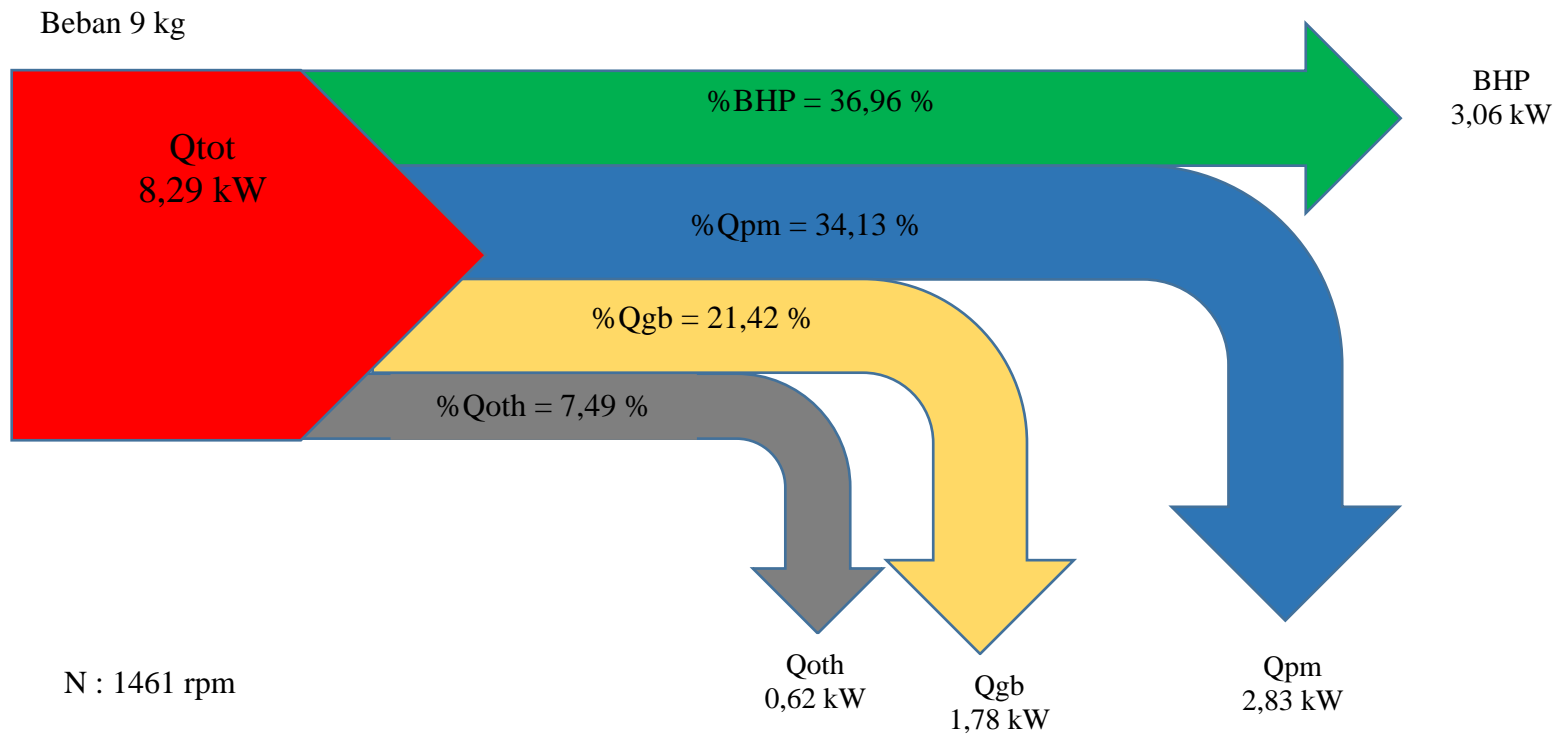 Beban 9 kg
%BHP = 36,96 %
BHP
3,06 kW
Qtot
8,29 kW
%Qpm = 34,13 %
%Qgb = 21,42 %
%Qoth = 7,49 %
N : 1461 rpm
Qoth
0,62 kW
Qgb
1,78 kW
Qpm
2,83 kW